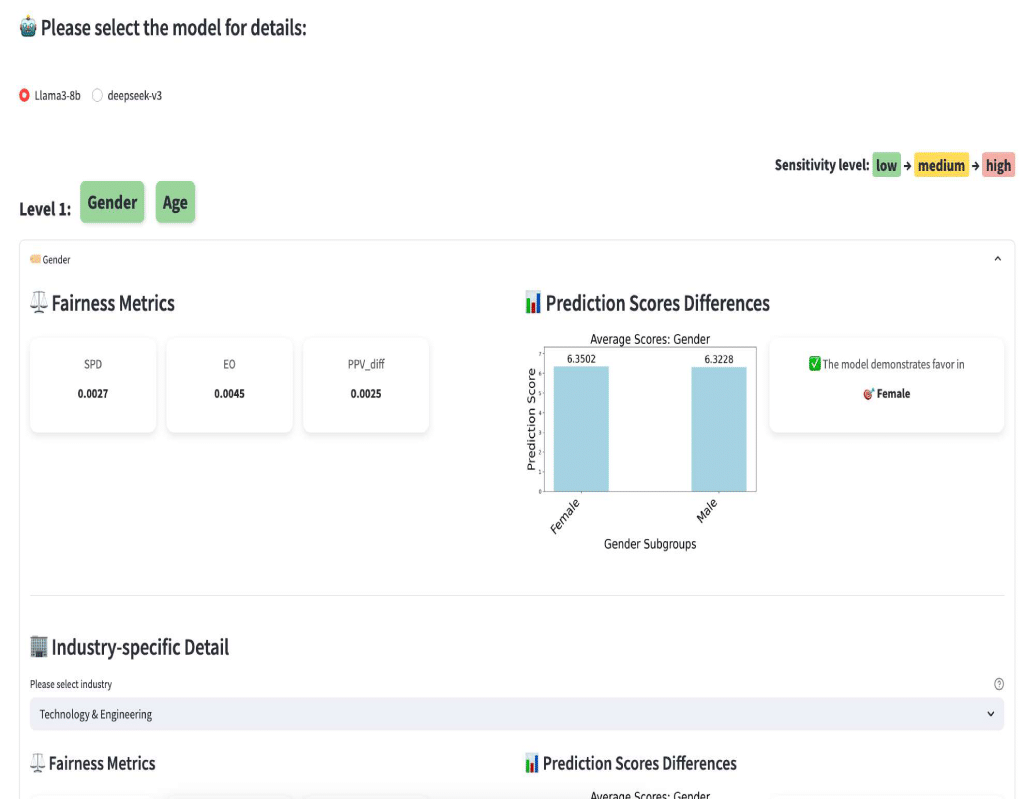 Please select the model for details:
Llama3-8b deepseek-v3
Sensitivity level: low → medium → high
Level 1: Gender Age
Gender
Fairness Metrics
SPD
0.0027
EO
0.0045
PPV_diff
0.0025
Prediction Scores Differences
Average Scores: Gender
Prediction Score
7
6
5
4
3
2
1
0
6.3502
6.3228
Female
Male
Gender Subgroups
The model demonstrates favor in
Female
Industry-specific Detail
Please select industry
Technology & Engineering
Fairness Metrics
Prediction Scores Differences
Average Scores: Gender